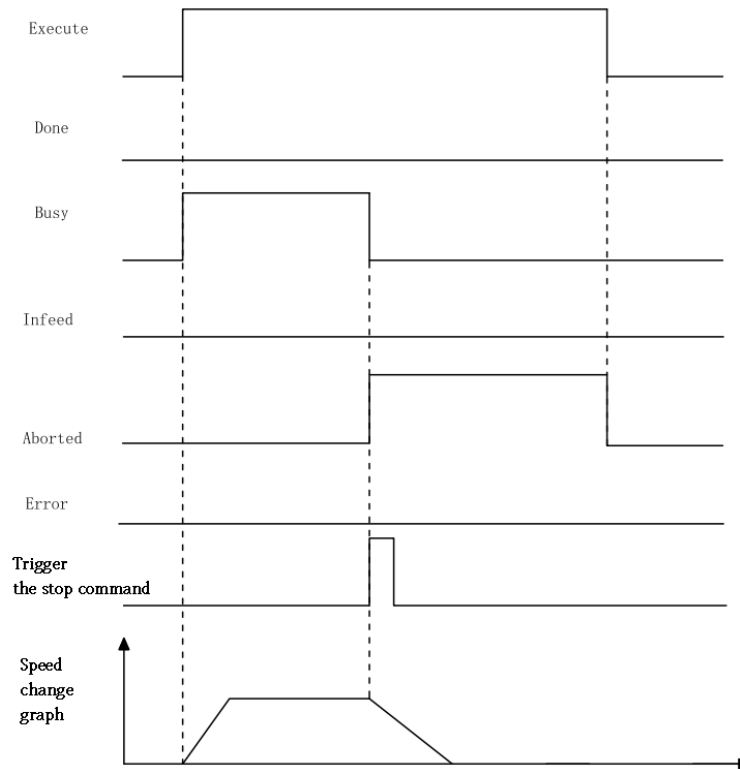 Execute
Done
Busy
Infeed
Aborted
Error
Trigger
the stop command
Speed
change
graph